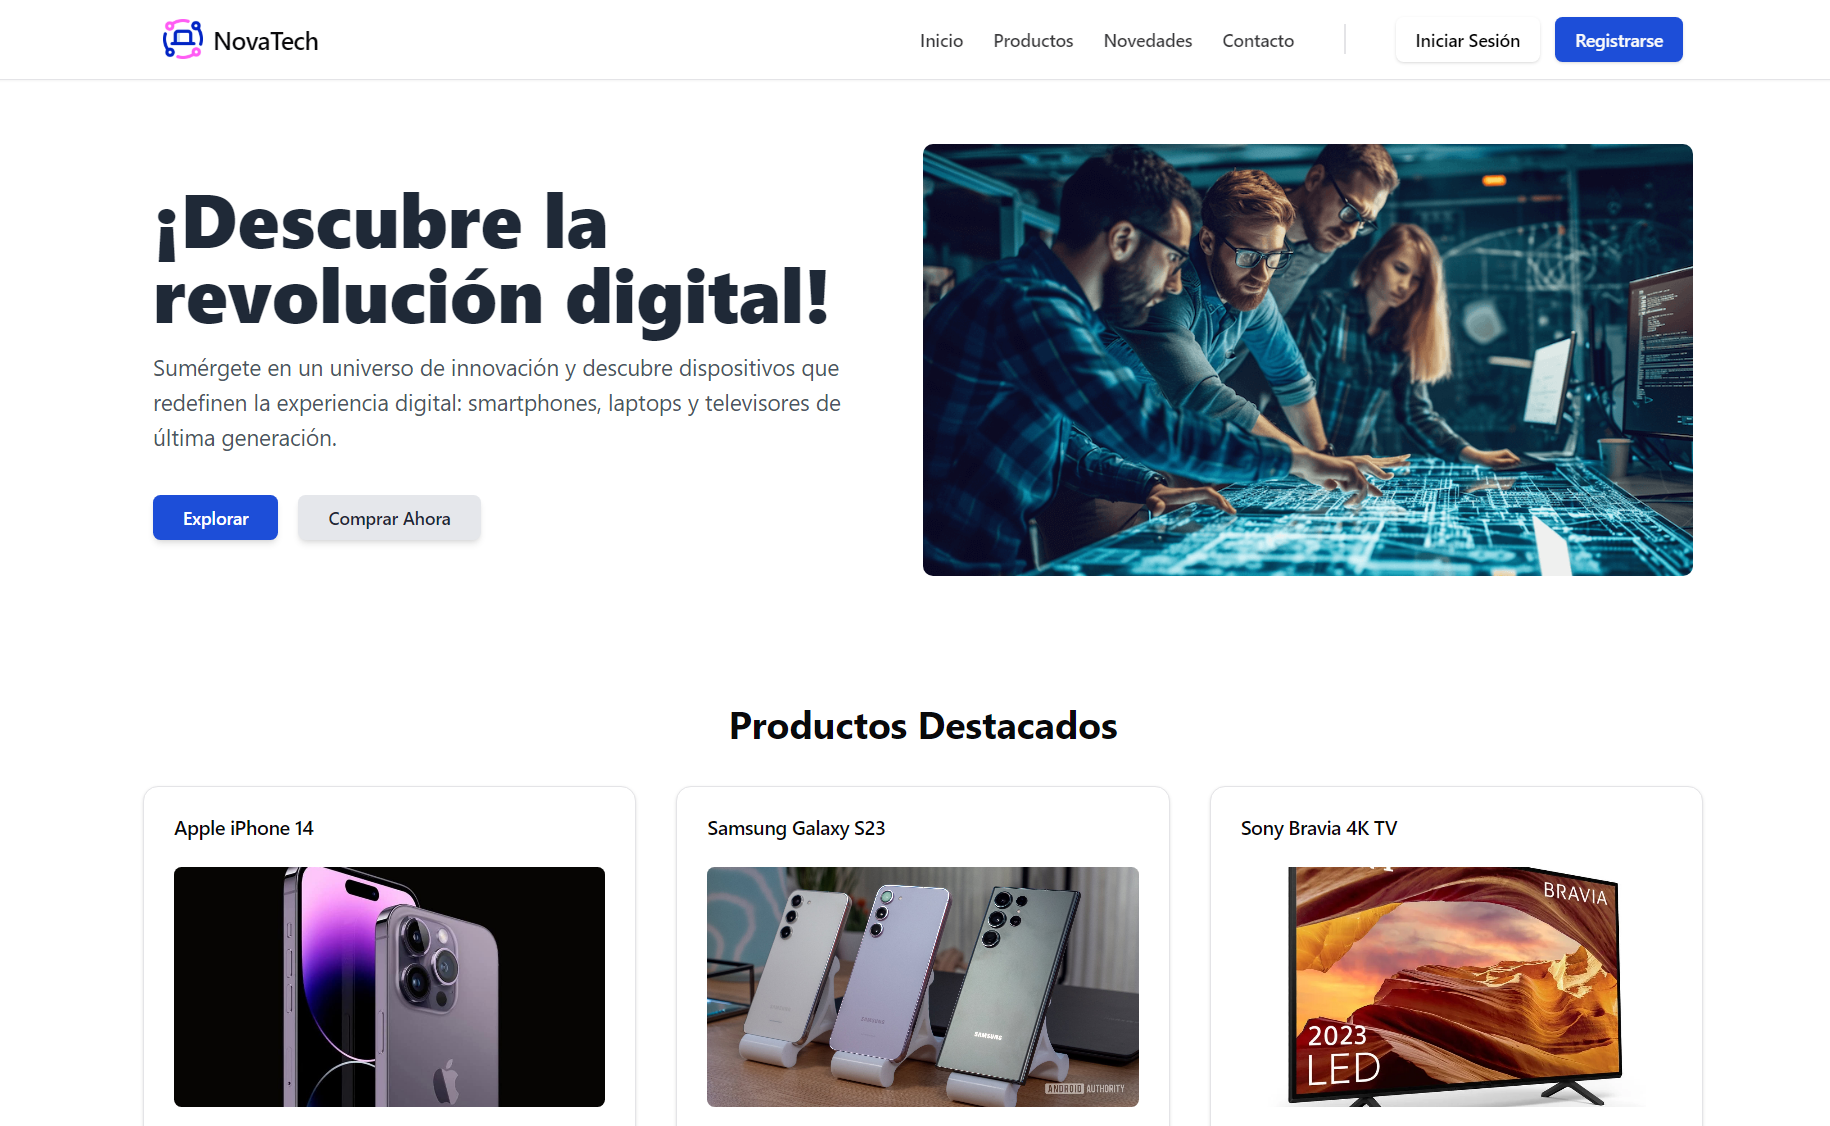 NovaTech
Inicio Productos Novedades Contacto
Iniciar Sesión
Registrarse
¡Descubre la
revolución digital!
Sumérgete en un universo de innovación y descubre dispositivos que
redefinen la experiencia digital: smartphones, laptops y televisores de
última generación.
Explorar
Comprar Ahora
Productos Destacados
Apple iPhone 14
Samsung Galaxy S23
Sony Bravia 4K TV
SAMSUNG
ANDROID AUTHORITY
BRAVIA
2023
LED